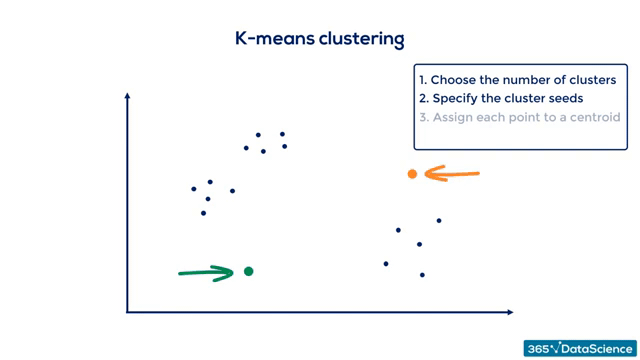 K-means clustering
1. Choose the number of clusters
2. Specify the cluster seeds
3. Assign each point to a centroid
365 DataScience